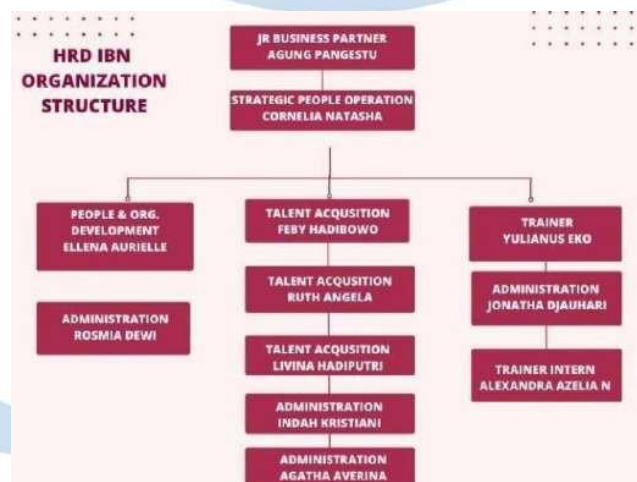 HRD IBN
ORGANIZATION
STRUCTURE
JR BUSINESS PARTNER
AGUNG PANGESTU
STRATEGIC PEOPLE OPERATION
CORNELIA NATASHA
PEOPLE & ORG.
DEVELOPMENT
ELLENA AURIELLE
ADMINISTRATION
ROSMIA DEWI
TALENT ACQUSITION
FEBY HADIBOWO
TALENT ACQUSITION
RUTH ANGELA
TALENT ACQUSITION
LIVINA HADIPUTRI
ADMINISTRATION
INDAH KRISTIANI
ADMINISTRATION
AGATHA AVERINA
TRAINER
YULIANUS EKO
ADMINISTRATION
JONATHA DJAUHARI
TRAINER INTERN
ALEXANDRA AZELIA N